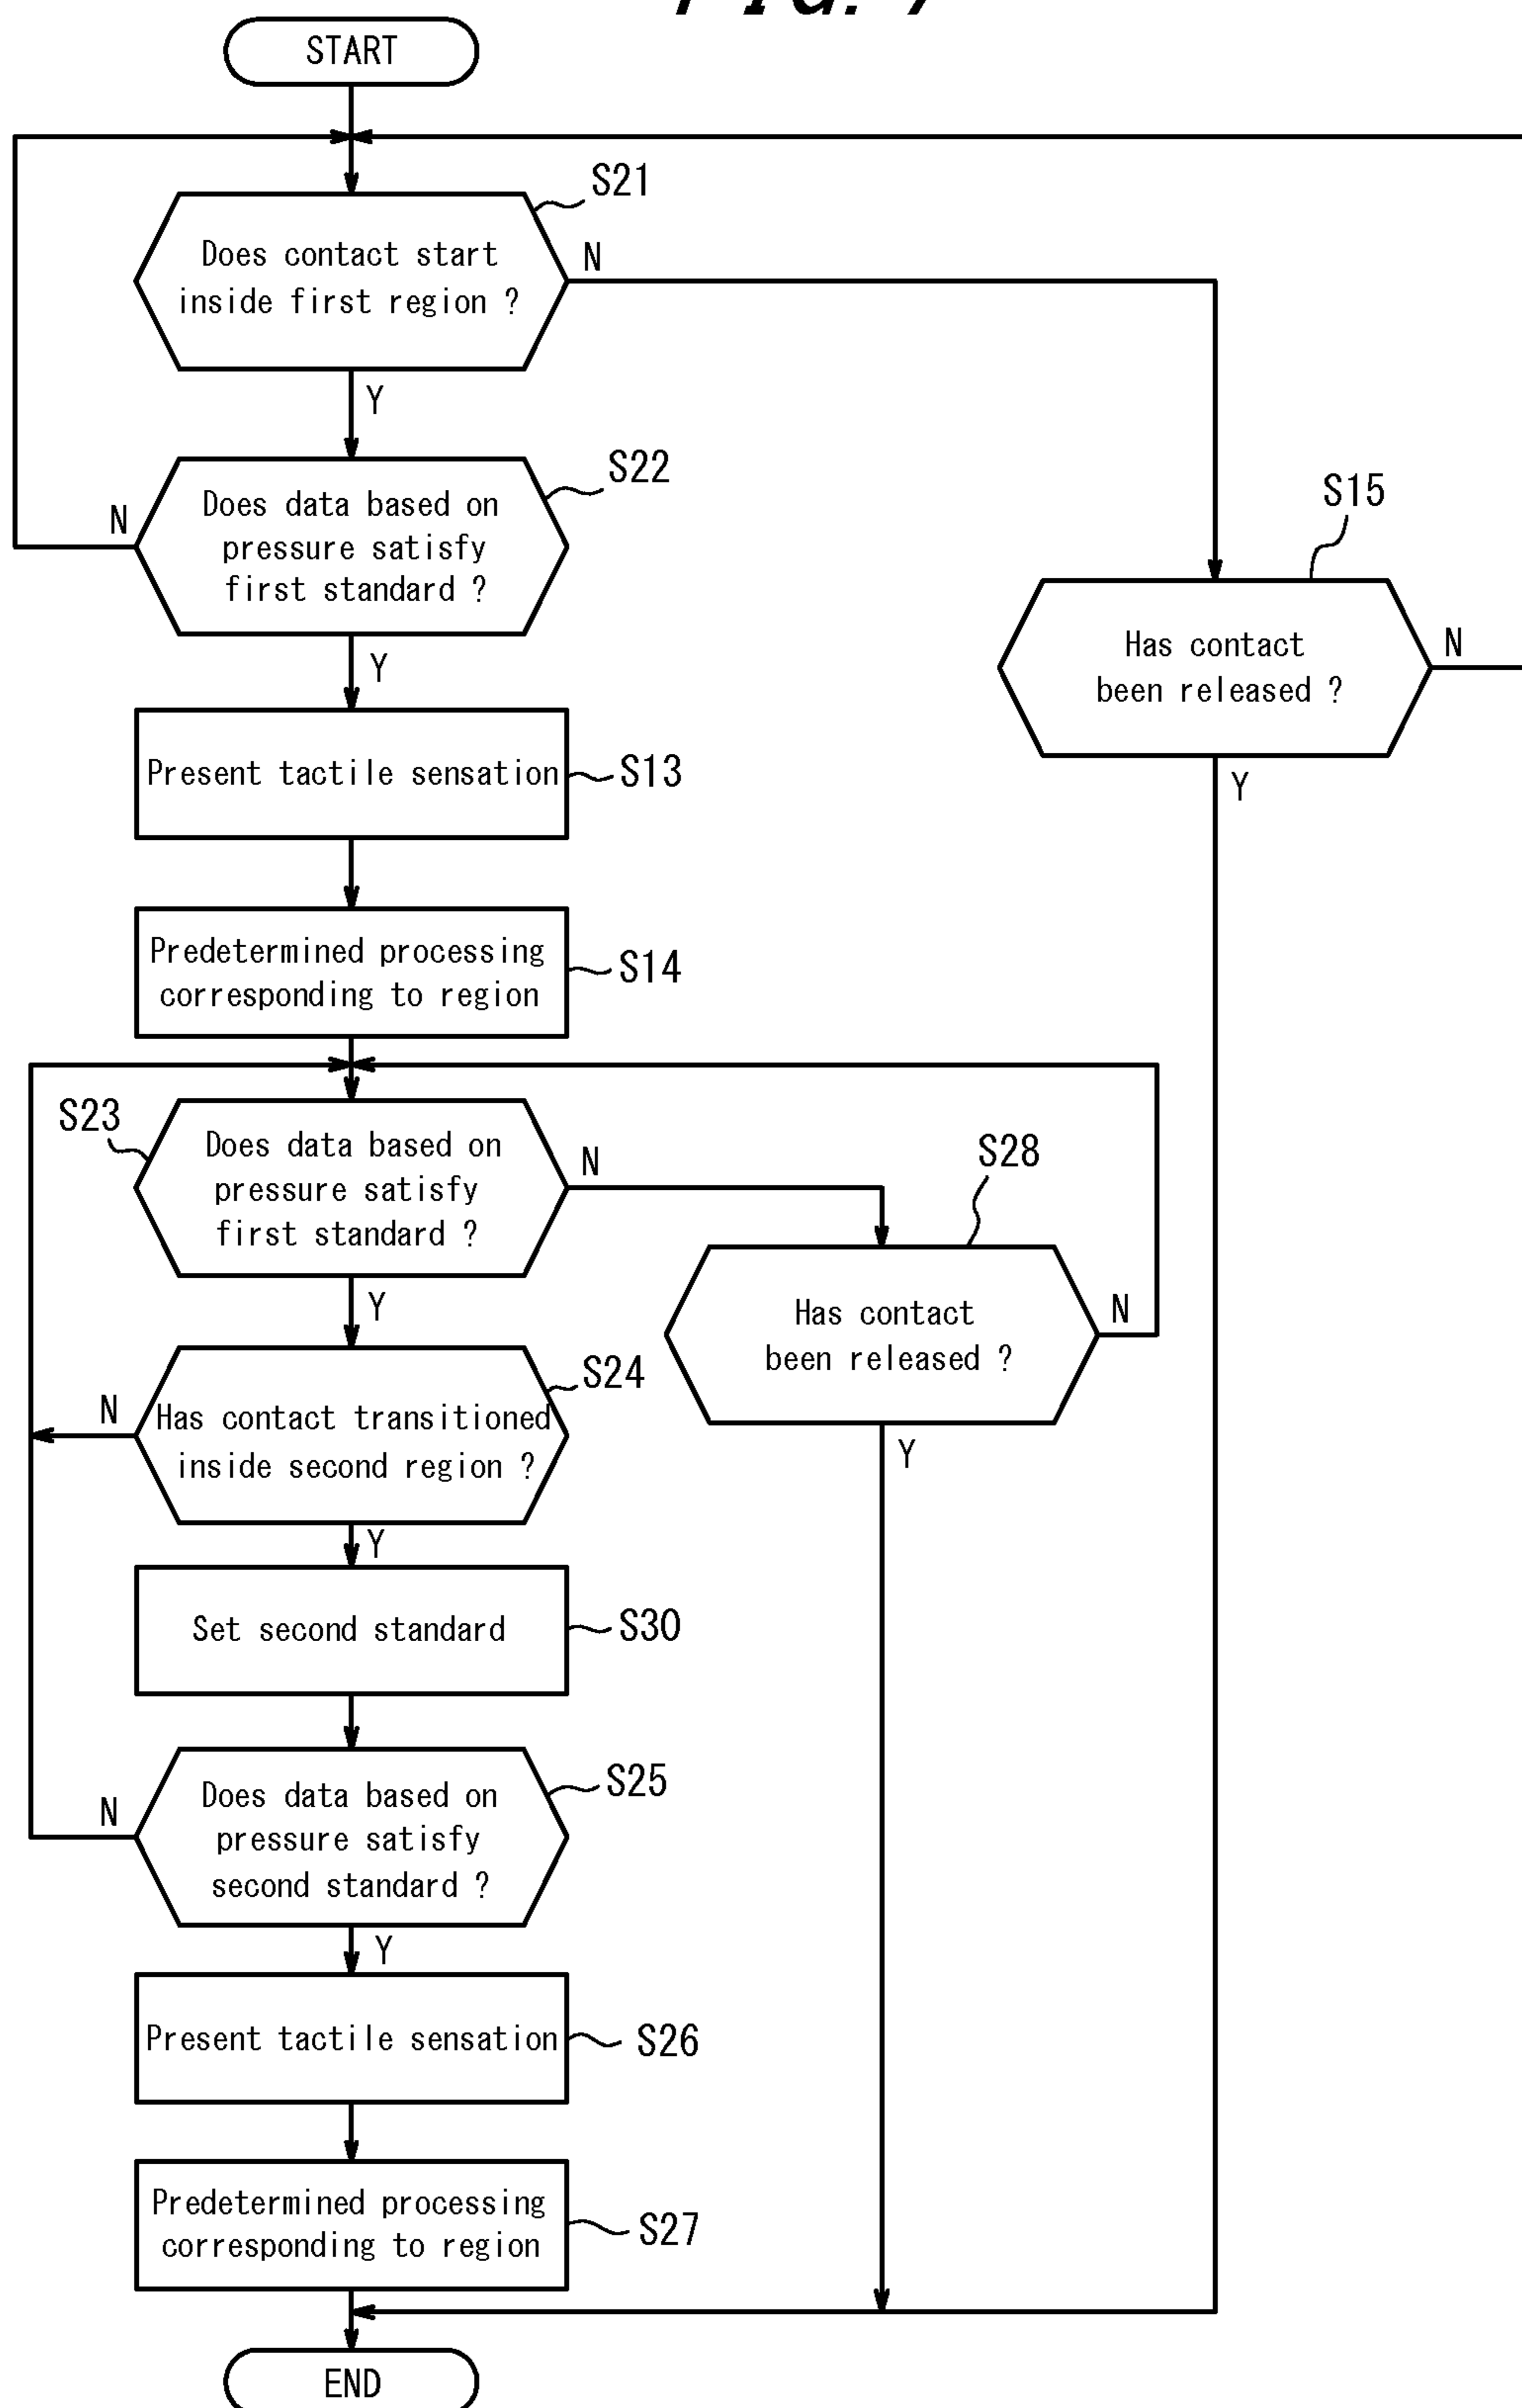 START
S21
Does contact start
inside first region ?
N
Y
S22
Does data based on
pressure satisfy
first standard ?
N
Y
S15
Has contact
been released ?
N
Y
Present tactile sensation
S13
Predetermined processing
corresponding to region
S14
S23
Does data based on
pressure satisfy
first standard ?
N
Y
S28
Has contact
been released ?
N
Y
S24
Has contact transitioned
inside second region ?
N
Y
Set second standard
S30
S25
Does data based on
pressure satisfy
second standard ?
N
Y
Present tactile sensation
S26
Predetermined processing
corresponding to region
S27
END